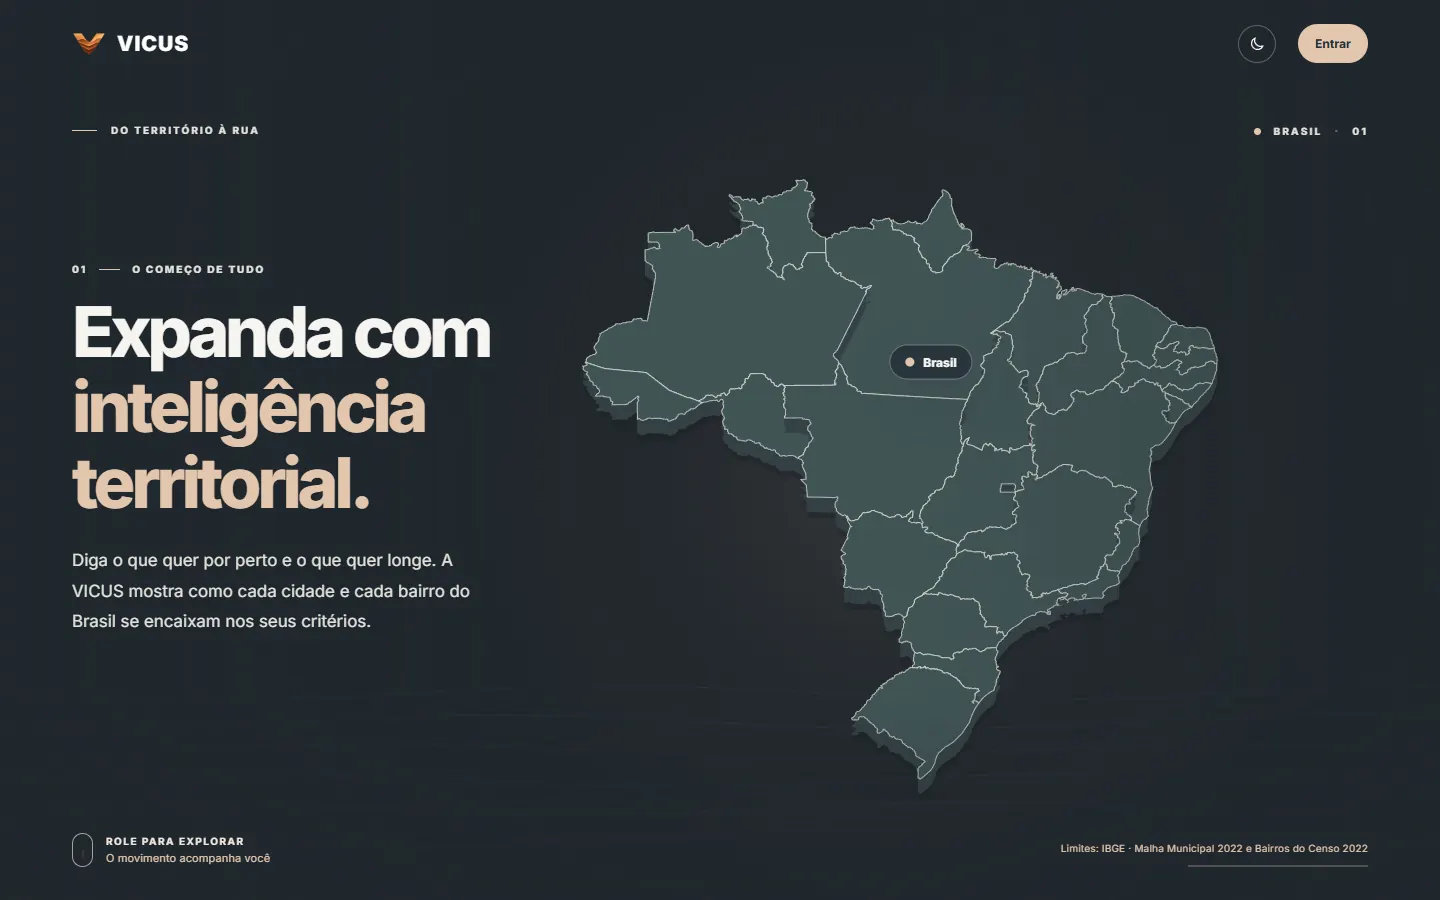 VICUS
Entrar
DO TERRITÓRIO À RUA
BRASIL · 01
01 — O COMEÇO DE TUDO
Expanda com
inteligência
territorial.
Brasil
Diga o que quer por perto e o que quer longe. A
VICUS mostra como cada cidade e cada bairro do
Brasil se encaixam nos seus critérios.
ROLE PARA EXPLORAR
O movimento acompanha você
Limites: IBGE · Malha Municipal 2022 e Bairros do Censo 2022